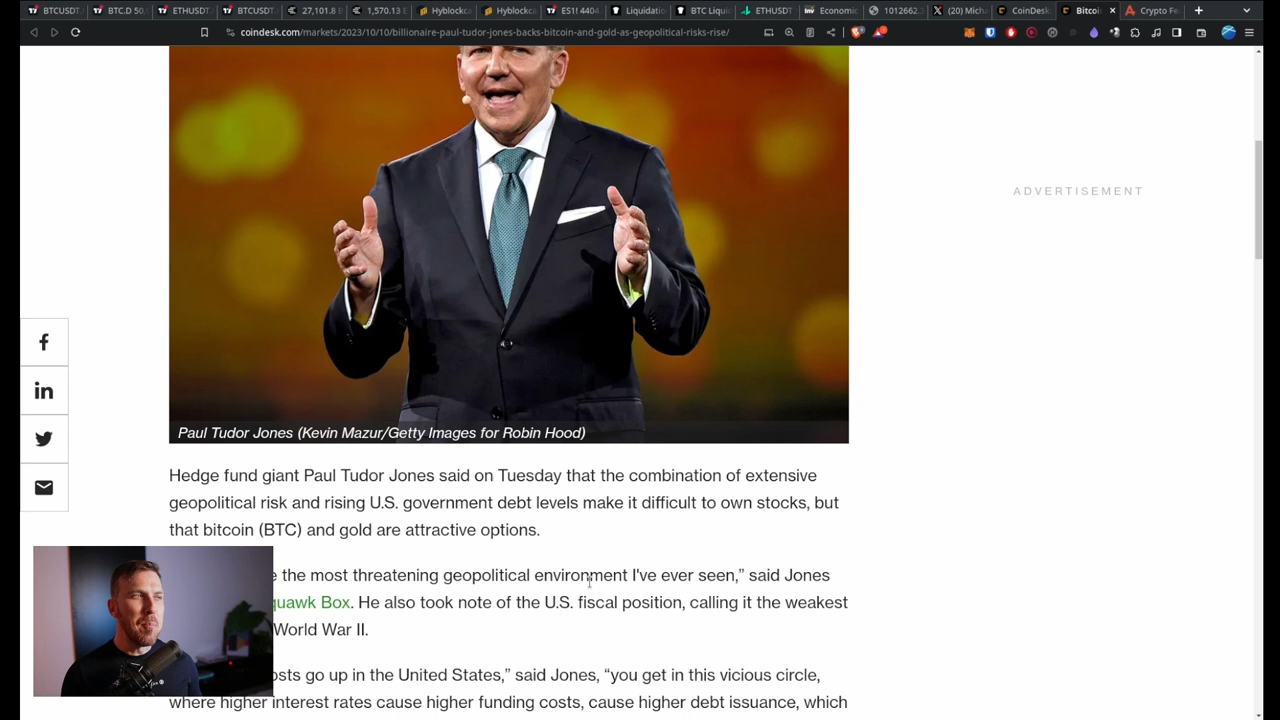 BTCUSDT
BTC.D 50.
ETHUSDT
BTCUSDT.
27,101.8
1,570.13 E
Hyblockca
Hyblockca
ES1! 4404
Liquidatio
BTC Liquid
ETHUSDT
Economic
1012662.
(20) Micha
CoinDesk
Bitcoi
Crypto Fe
coindesk.com/markets/2023/10/10/billionaire-paul-tudor-jones-backs-bitcoin-and-gold-as-geopolitical-risks-rise/
ADVERTISEMENT
Paul Tudor Jones (Kevin Mazur/Getty Images for Robin Hood)
Hedge fund giant Paul Tudor Jones said on Tuesday that the combination of extensive
geopolitical risk and rising U.S. government debt levels make it difficult to own stocks, but
that bitcoin (BTC) and gold are attractive options.
e the most threatening geopolitical environment I've ever seen,” said Jones
quawk Box. He also took note of the U.S. fiscal position, calling it the weakest
World War II.
osts go up in the United States,” said Jones, “you get in this vicious circle,
where higher interest rates cause higher funding costs, cause higher debt issuance, which